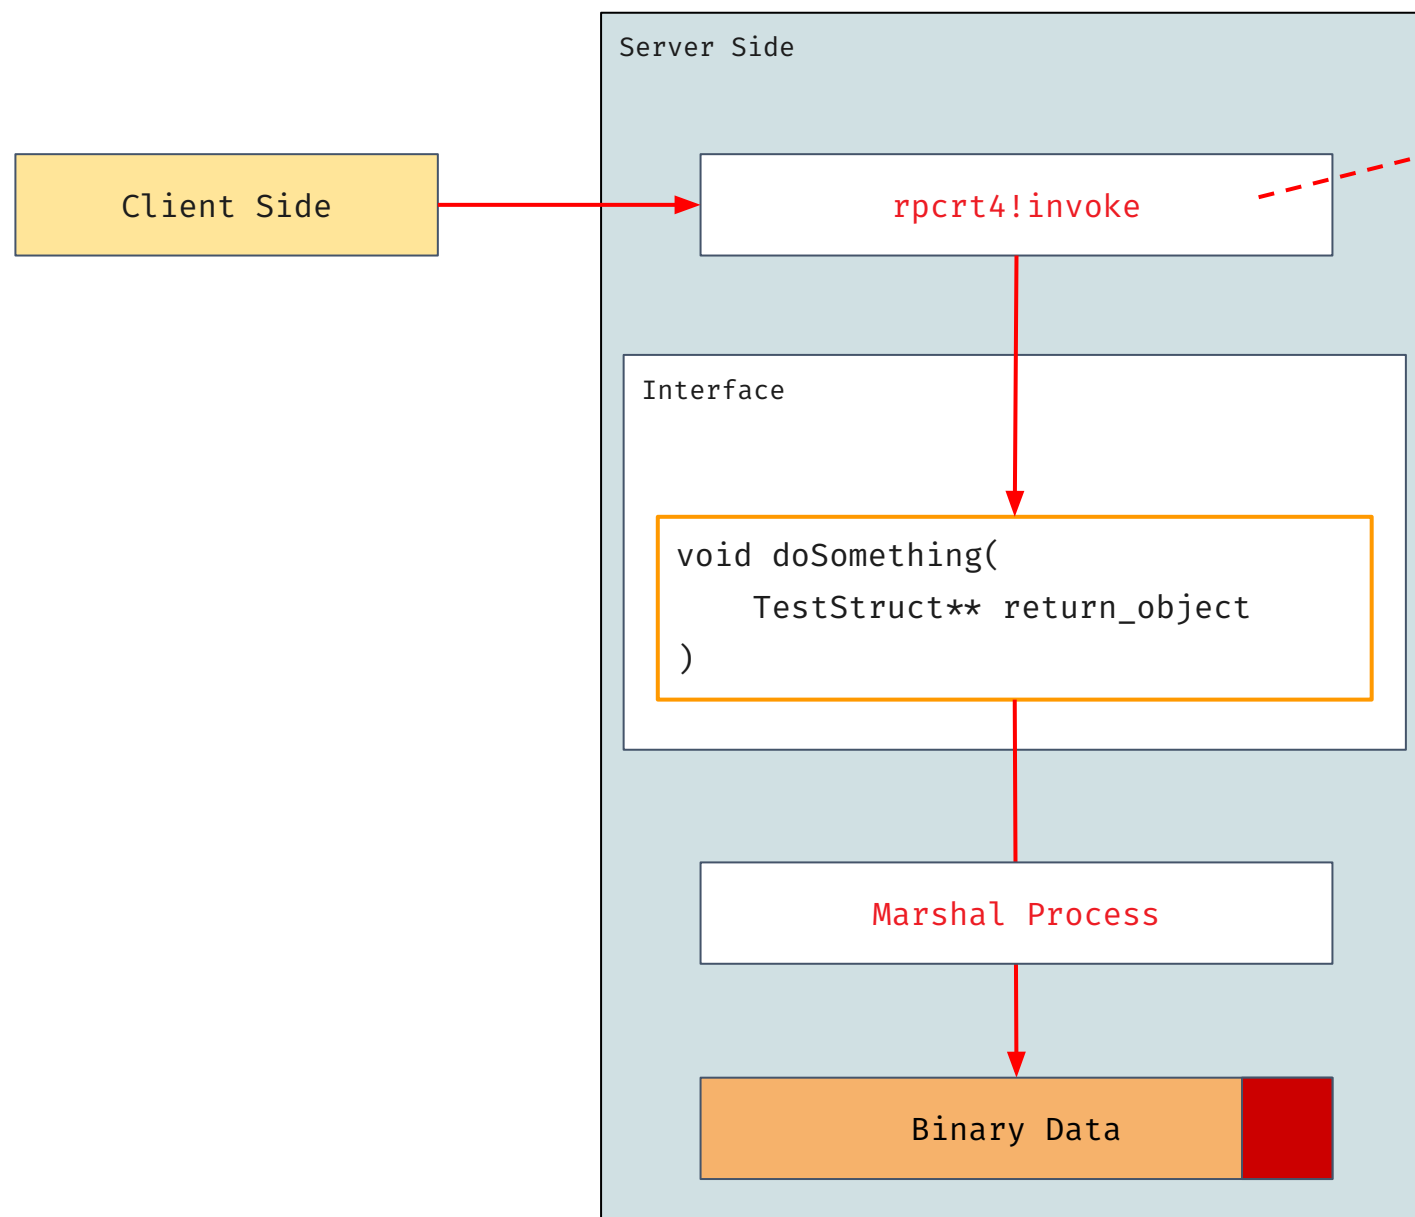 Server Side
Client Side
rpcrt4!invoke
Interface
void doSomething(
    TestStruct** return_object
)
Marshal Process
Binary Data